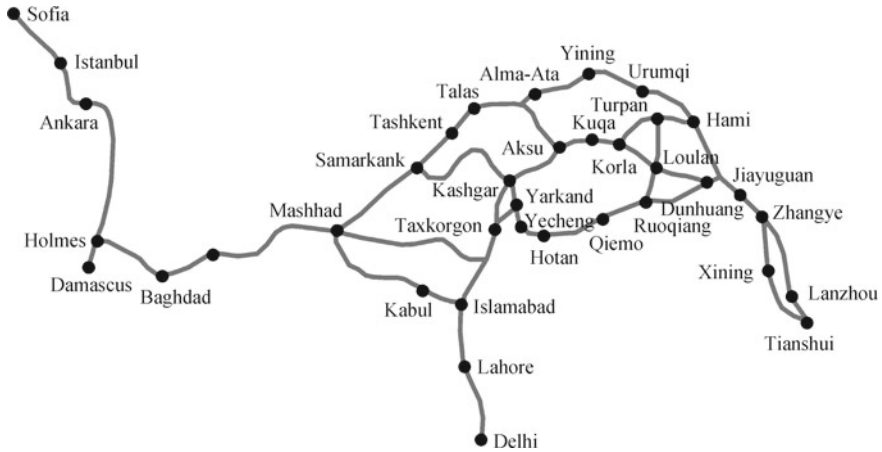 Sofia
Istanbul
Ankara
Holmes
Damascus
Baghdad
Mashhad
Samarkank
Tashkent
Talas
Alma-Ata
Yining
Urumqi
Turpan
Hami
Kuqa
Aksu
Korla
Loulan
Jiayuguan
Kashgar
Yarkand
Taxkorgon
Yecheng
Dunhuang
Zhangye
Ruoqiang
Qiemo
Hotan
Xining
Lanzhou
Tianshui
Kabul
Islamabad
Lahore
Delhi